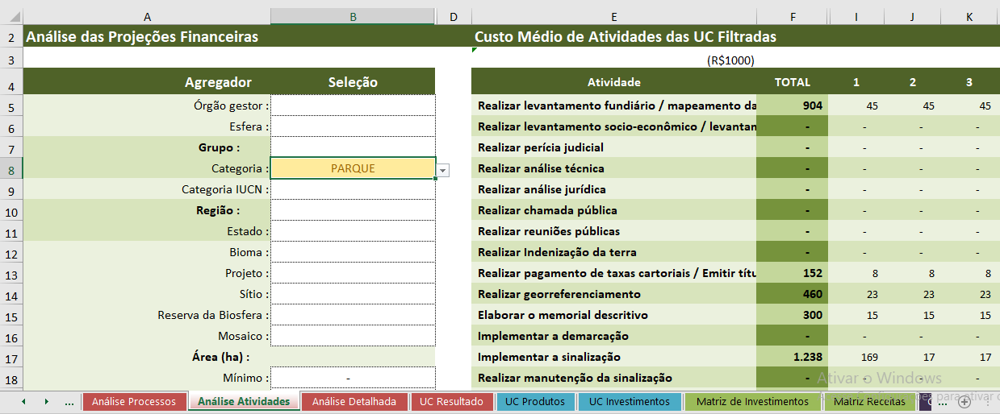 A B D E F I J K
2 Análise das Projeções Financeiras Custo Médio de Atividades das UC Filtradas
3 (R$1000)
4 Agregador Seleção Atividade TOTAL 1 2 3
5 Órgão gestor : Realizar levantamento fundiário / mapeamento da 904 45 45 45
6 Esfera : Realizar levantamento socio-econômico / levantan - - - -
7 Grupo : Realizar perícia judicial - - - -
8 Categoria : PARQUE Realizar análise técnica - - - -
9 Categoria IUCN : Realizar análise jurídica - - - -
10 Região : Realizar chamada pública - - - -
11 Estado : Realizar reuniões públicas - - - -
12 Bioma : Realizar Indenização da terra - - - -
13 Projeto : Realizar pagamento de taxas cartoriais / Emitir títu 152 8 8 8
14 Sítio : Realizar georreferenciamento 460 23 23 23
15 Reserva da Biosfera : Elaborar o memorial descritivo 300 15 15 15
16 Mosaico : Implementar a demarcação - - - -
17 Área (ha) : Implementar a sinalização 1.238 169 17 17
18 Mínimo : - Realizar manutenção da sinalização - - - -
Ativar o Windows
... Análise Processos Análise Atividades Análise Detalhada UC Resultado UC Produtos UC Investimentos Matriz de Investimentos Matriz Receitas ...